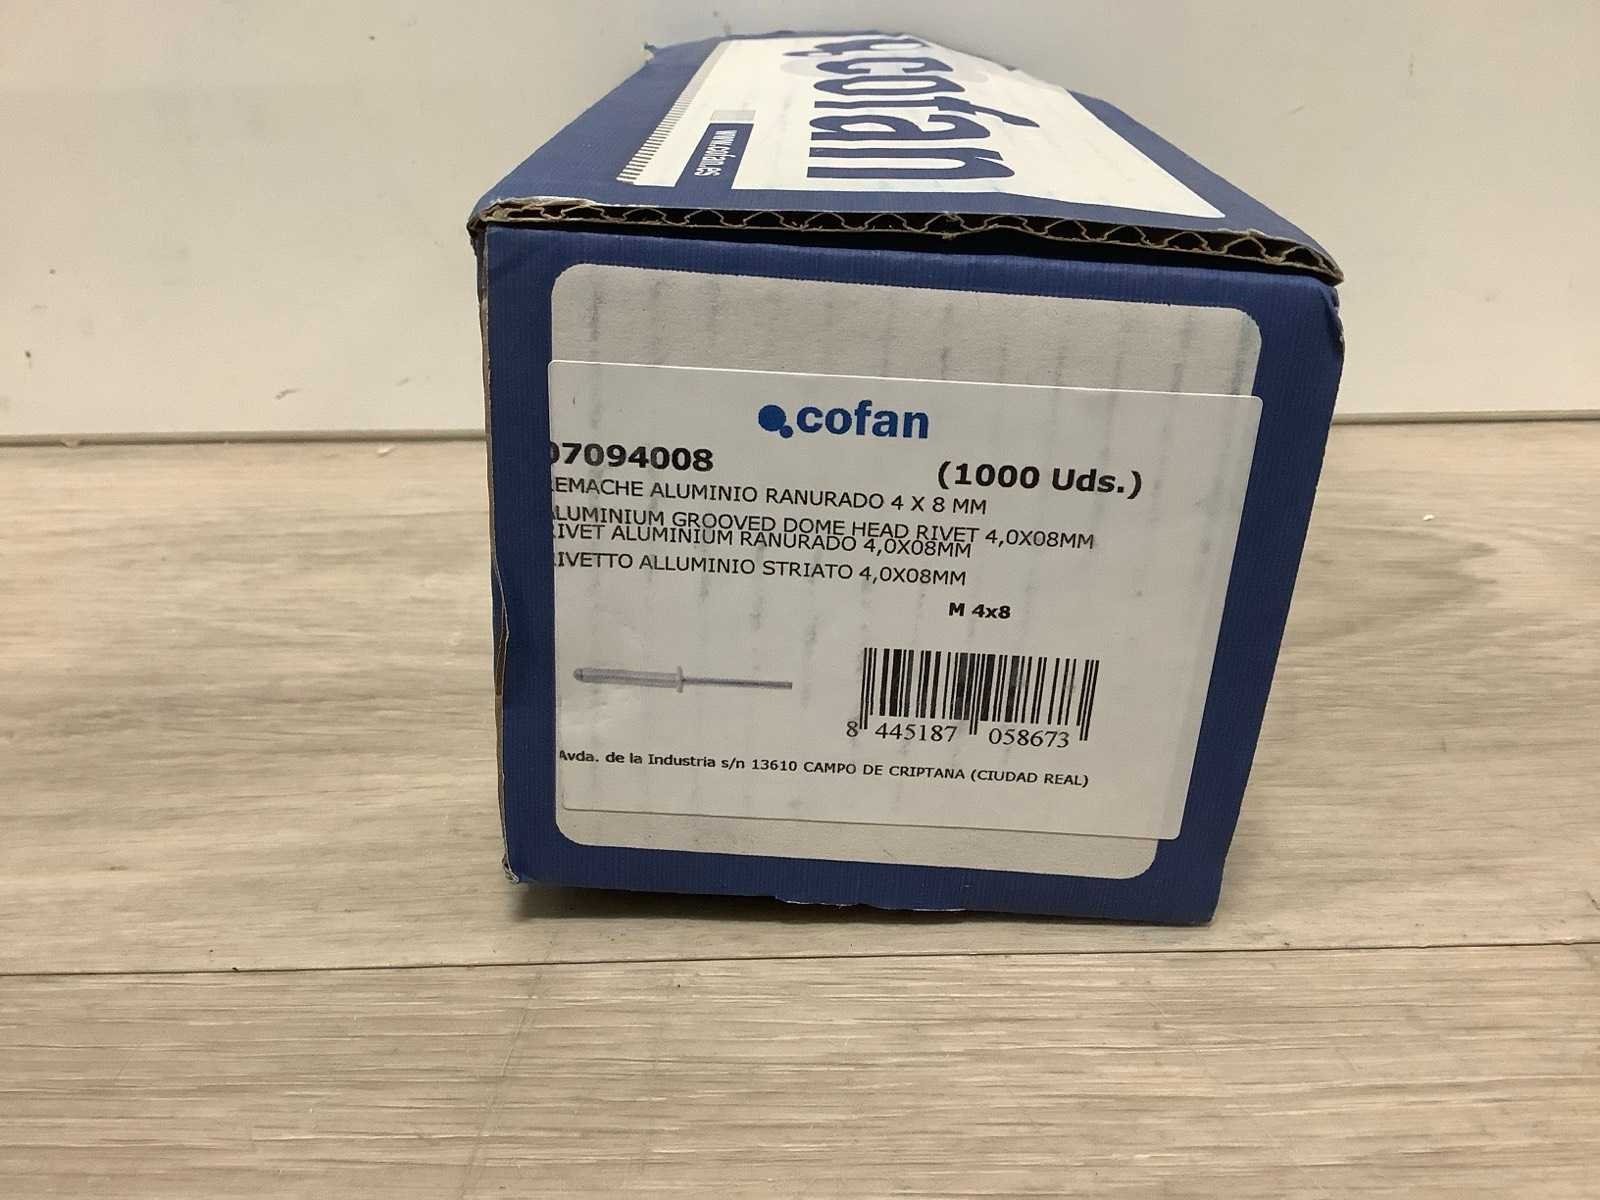 cofan
www.cofan.es
cofan
07094008
(1000 Uds.)
EMACHE ALUMINIO RANURADO 4 X 8 MM
ALUMINIUM GROOVED DOME HEAD RIVET 4,0X08MM
RIVET ALUMINIUM RANURADO 4,0X08MM
RIVETTO ALLUMINIO STRIATO 4,0X08MM
M 4x8
8 445187 058673
Avda. de la Industria s/n 13610 CAMPO DE CRIPTANA (CIUDAD REAL)